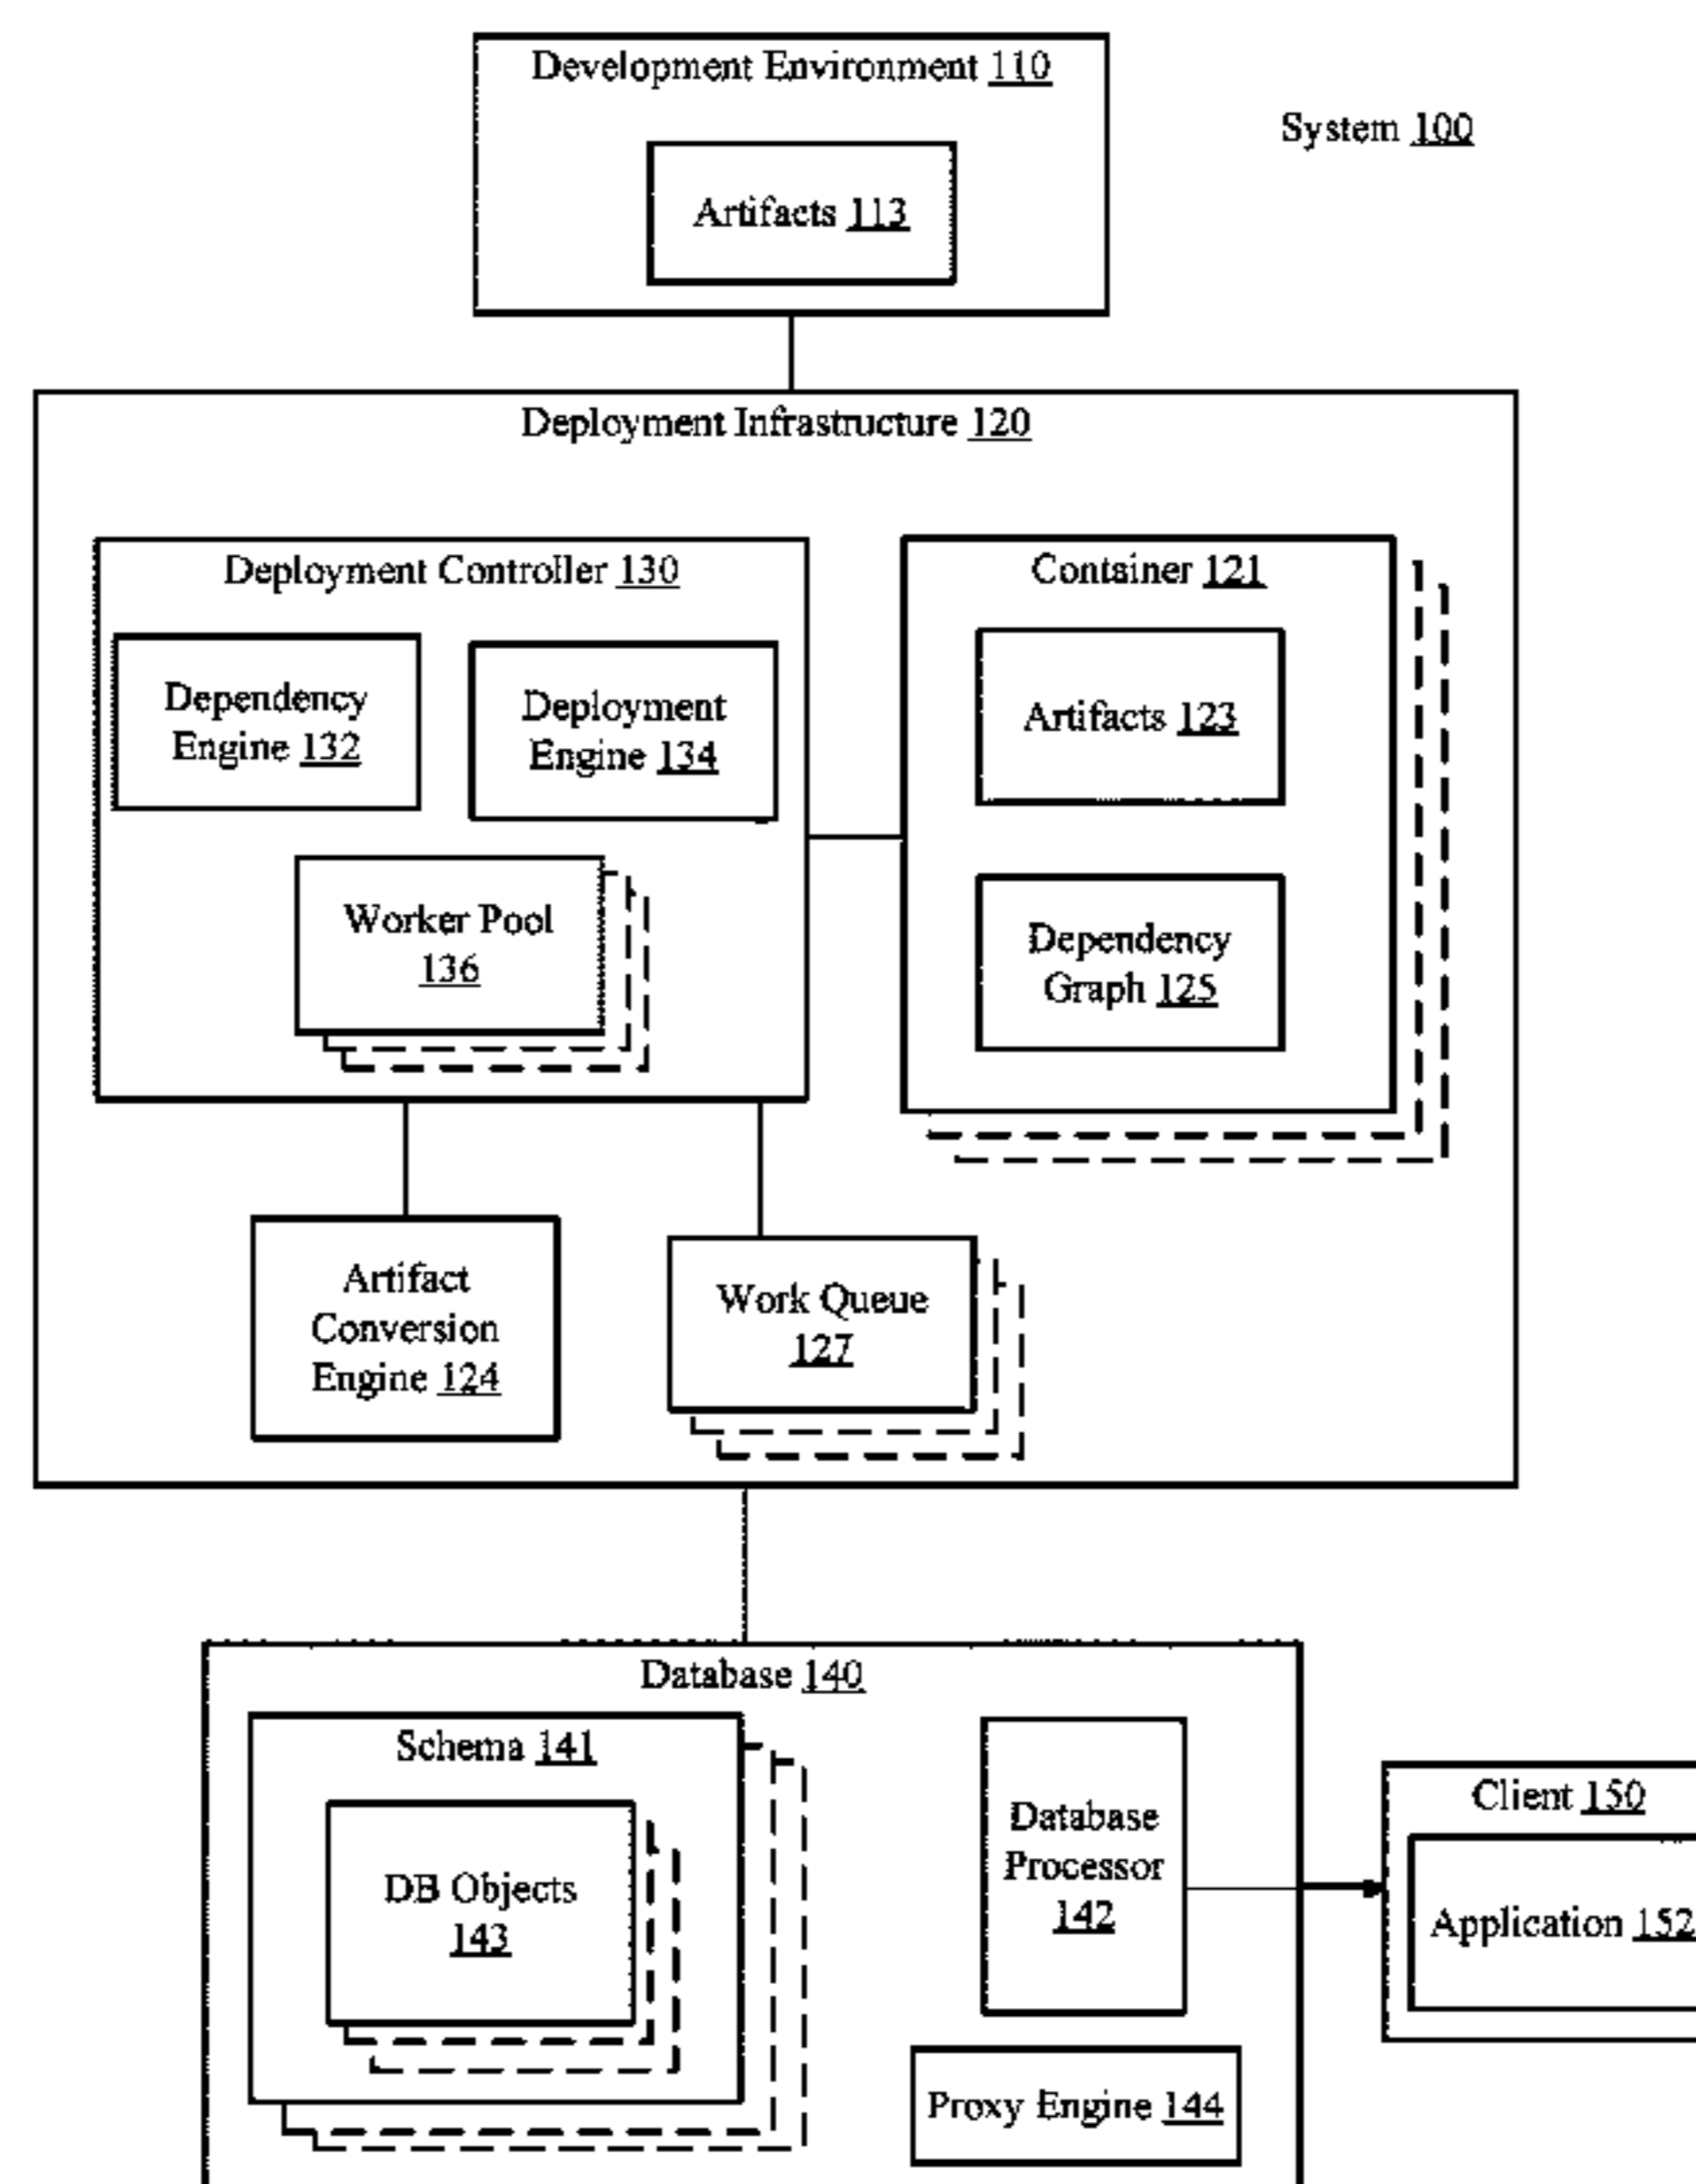 Development Environment 110
System 100
Artifacts 113
Deployment Infrastructure 120
Deployment Controller 130
Container 121
Dependency
Engine 132
Deployment
Engine 134
Artifacts 123
Worker Pool
136
Dependency
Graph 125
Artifact
Conversion
Engine 124
Work Queue
127
Database 140
Schema 141
DB Objects
143
Database
Processor
142
Client 150
Application 152
Proxy Engine 144